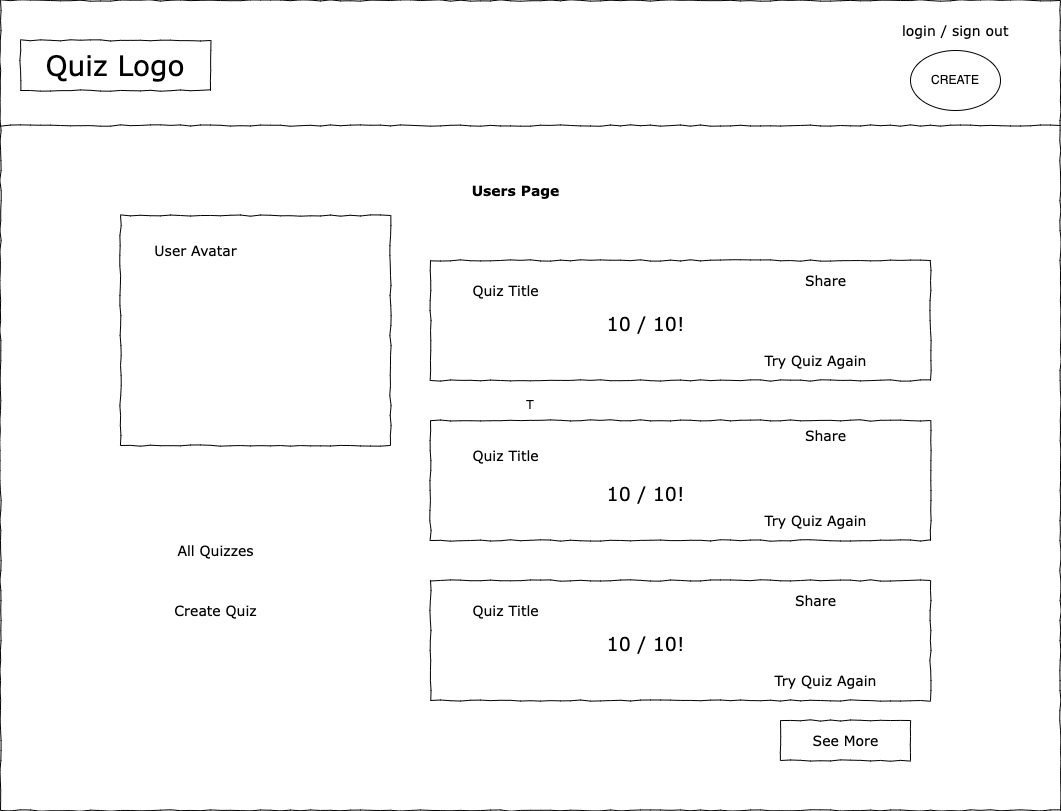 login / sign out
Quiz Logo
CREATE
Users Page
User Avatar
Share
Quiz Title
10 / 10!
Try Quiz Again
T
Share
Quiz Title
10 / 10!
Try Quiz Again
All Quizzes
Create Quiz
Share
Quiz Title
10 / 10!
Try Quiz Again
See More